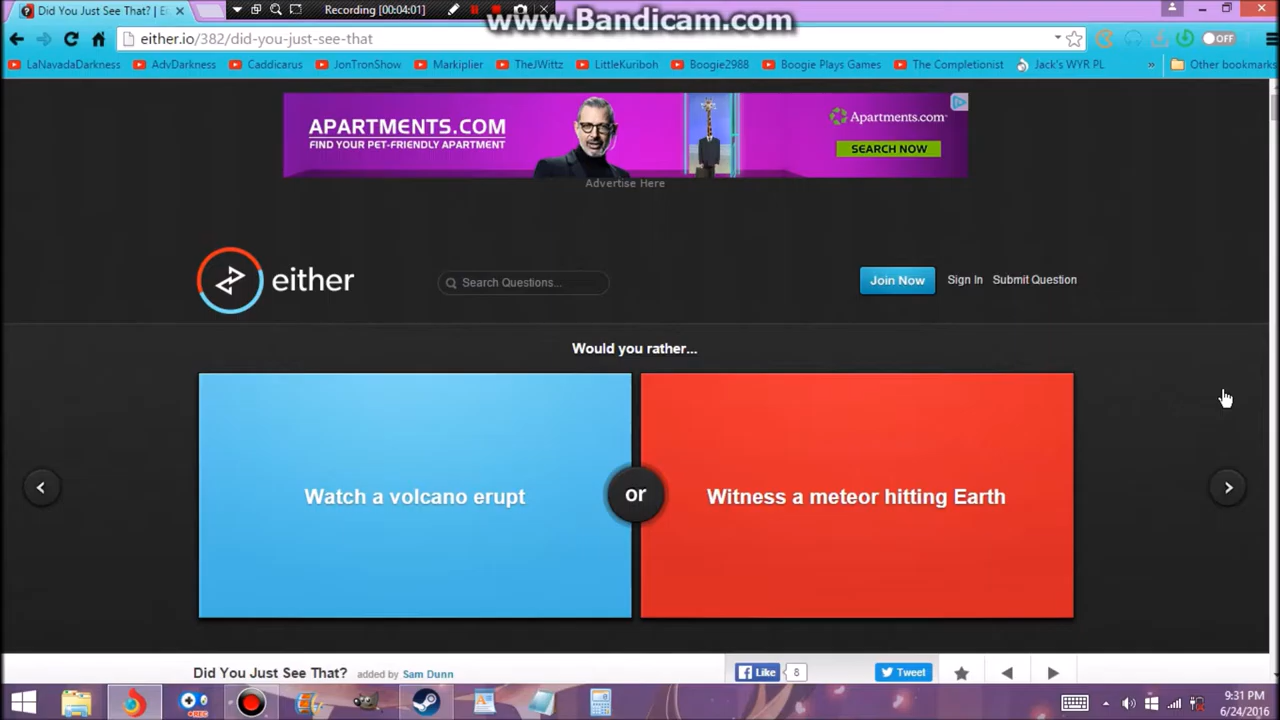 Did You Just See That? | E
Recording [00:04:01]
www.Bandicam.com
either.io/382/did-you-just-see-that
OFF
LaNavadaDarkness AdvDarkness Caddicarus JonTronShow Markiplier TheJWittz LittleKuriboh Boogie2988 Boogie Plays Games The Completionist Jack's WYR PL » Other bookmarks
APARTMENTS.COM
FIND YOUR PET-FRIENDLY APARTMENT
Apartments.com
SEARCH NOW
Advertise Here
either
Search Questions...
Join Now Sign In Submit Question
Would you rather...
Watch a volcano erupt
or
Witness a meteor hitting Earth
Did You Just See That? added by Sam Dunn
Like 8 Tweet
REC
9:31 PM
6/24/2016